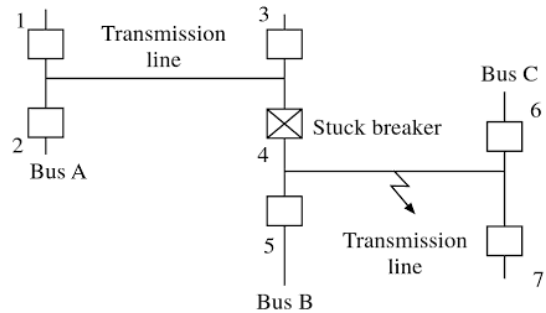 1
Transmission
line
3
2
Bus A
4
Stuck breaker
Bus C
6
5
Transmission
line
7
Bus B